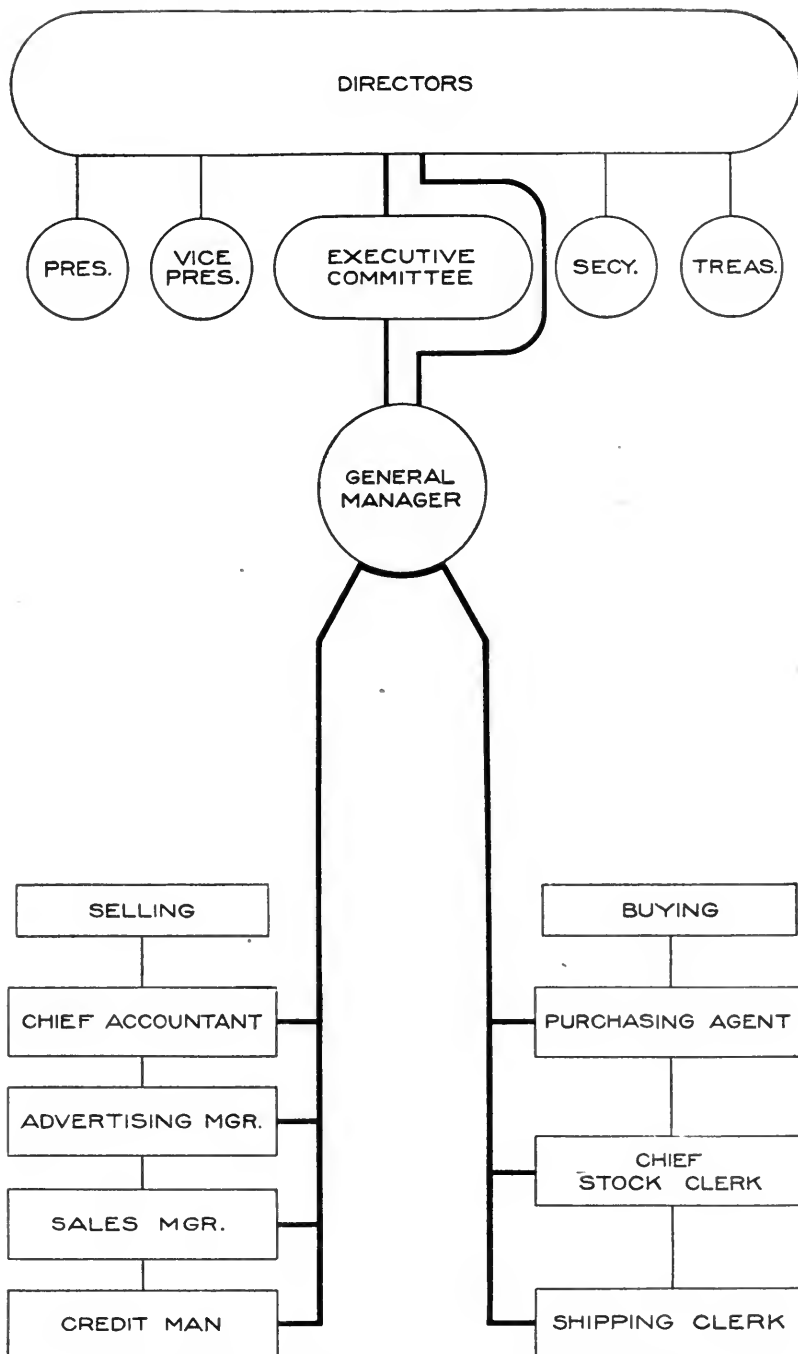 DIRECTORS
PRES.
VICE
PRES.
EXECUTIVE
COMMITTEE
SECY.
TREAS.
GENERAL
MANAGER
SELLING
BUYING
CHIEF ACCOUNTANT
PURCHASING AGENT
ADVERTISING MGR.
CHIEF
STOCK CLERK
SALES MGR.
CREDIT MAN
SHIPPING CLERK